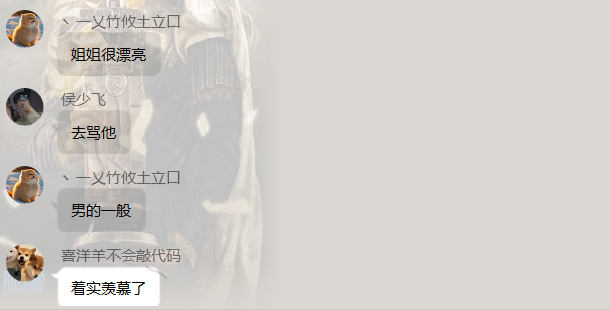 丶一乂竹攸土立口
姐姐很漂亮
侯少飞
去骂他
丶一乂竹攸土立口
男的一般
喜洋羊不会敲代码
着实羡慕了